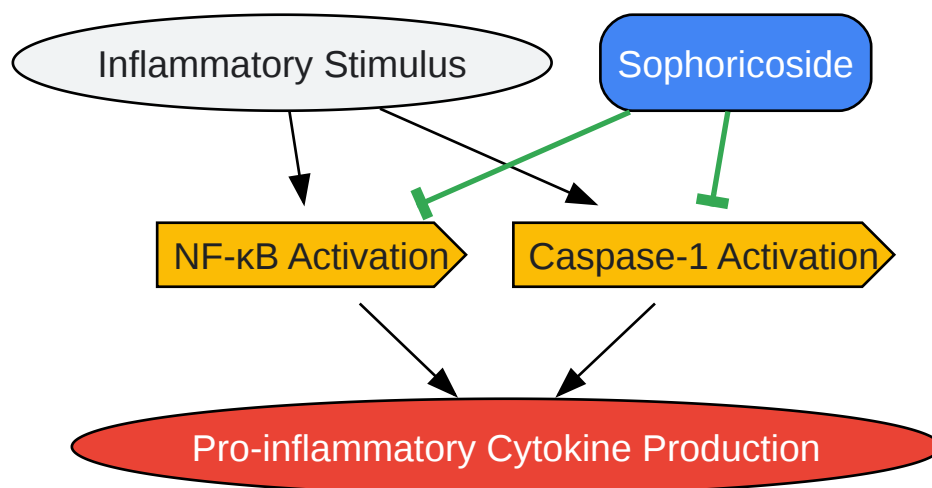 Inflammatory Stimulus
Sophoricoside
NF-κB Activation
Caspase-1 Activation
Pro-inflammatory Cytokine Production